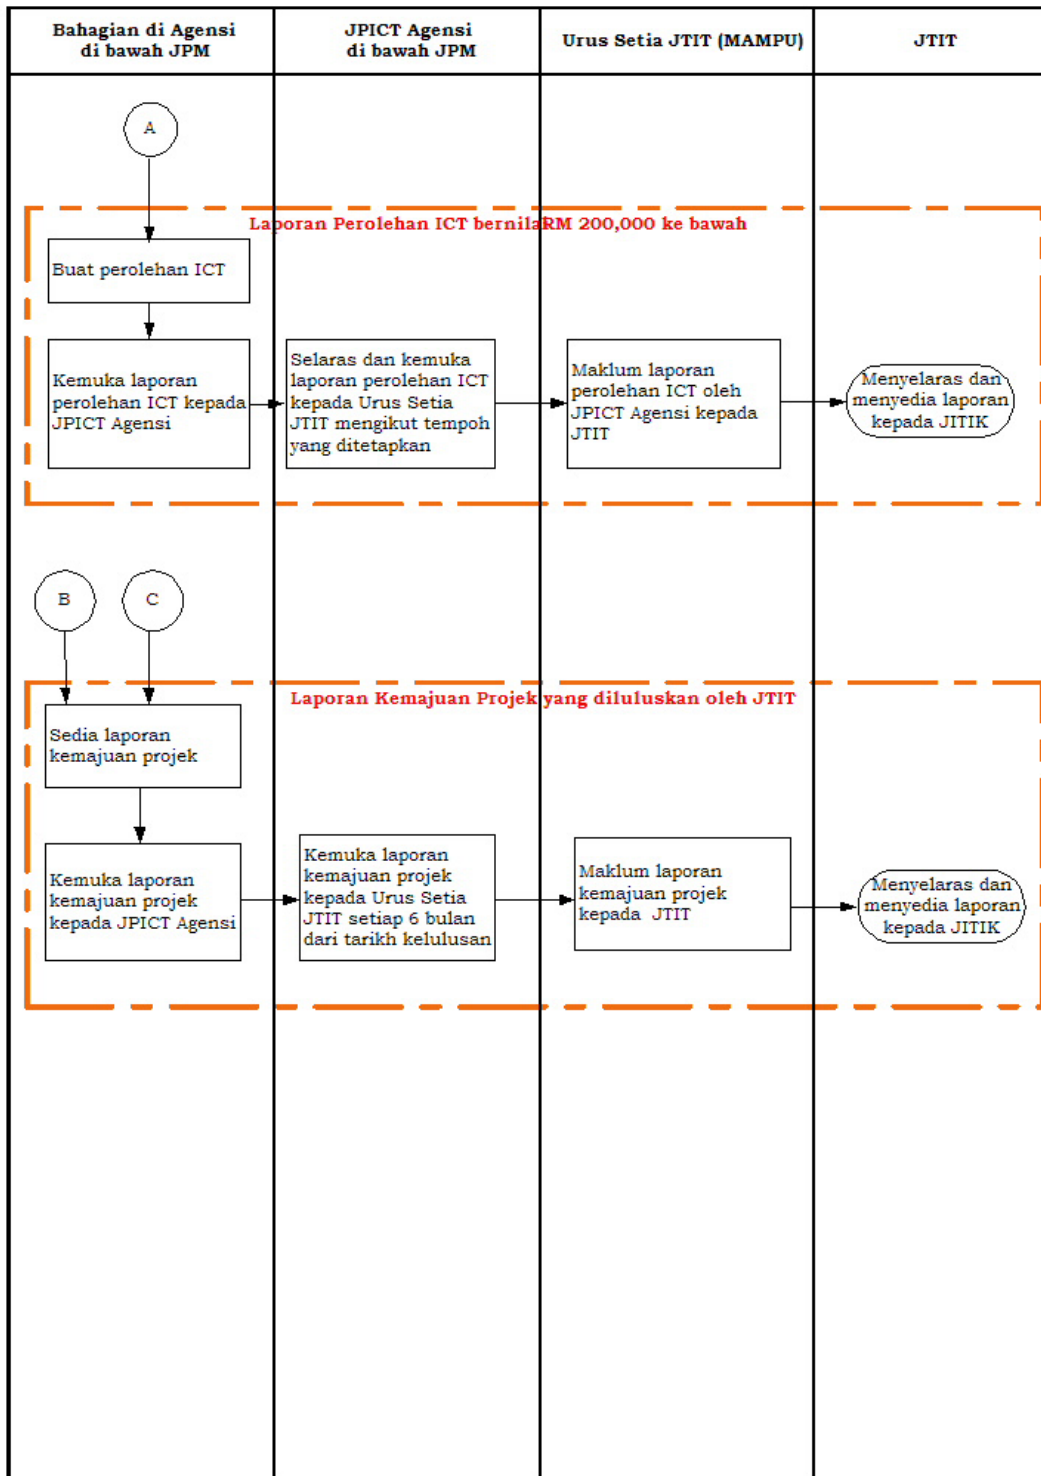 Bahagian di Agensi
di bawah JPM
JPICT Agensi
di bawah JPM
Urus Setia JTIT (MAMPU)
JTIT
A
Laporan Perolehan ICT bernilaRM 200,000 ke bawah
Buat perolehan ICT
Kemuka laporan
perolehan ICT kepada
JPICT Agensi
Selaras dan kemuka
laporan perolehan ICT
kepada Urus Setia
JTIT mengikut tempoh
yang ditetapkan
Maklum laporan
perolehan ICT oleh
JPICT Agensi kepada
JTIT
Menyelaras dan
menyedia laporan
kepada JITIK
B
C
Laporan Kemajuan Projek yang diluluskan oleh JTIT
Sedia laporan
kemajuan projek
Kemuka laporan
kemajuan projek
kepada JPICT Agensi
Kemuka laporan
kemajuan projek
kepada Urus Setia
JTIT setiap 6 bulan
dari tarikh kelulusan
Maklum laporan
kemajuan projek
kepada JTIT
Menyelaras dan
menyedia laporan
kepada JITIK